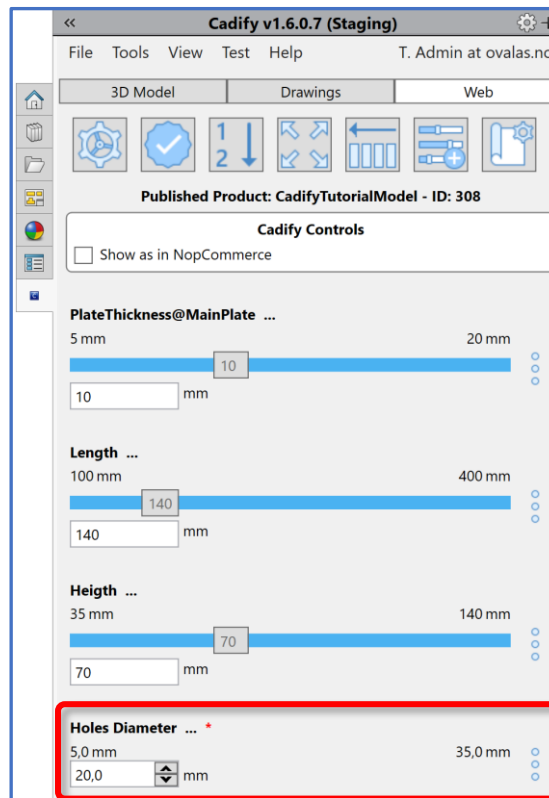 « Cadify v1.6.0.7 (Staging)
File Tools View Test Help T. Admin at ovalas.no
3D Model Drawings Web
1
2
Published Product: CadifyTutorialModel - ID: 308
Cadify Controls
Show as in NopCommerce
PlateThickness@MainPlate ...
5 mm 20 mm
10
10 mm
Length ...
100 mm 400 mm
140
140 mm
Heigth ...
35 mm 140 mm
70
70 mm
Holes Diameter ... *
5,0 mm 35,0 mm
20,0 mm